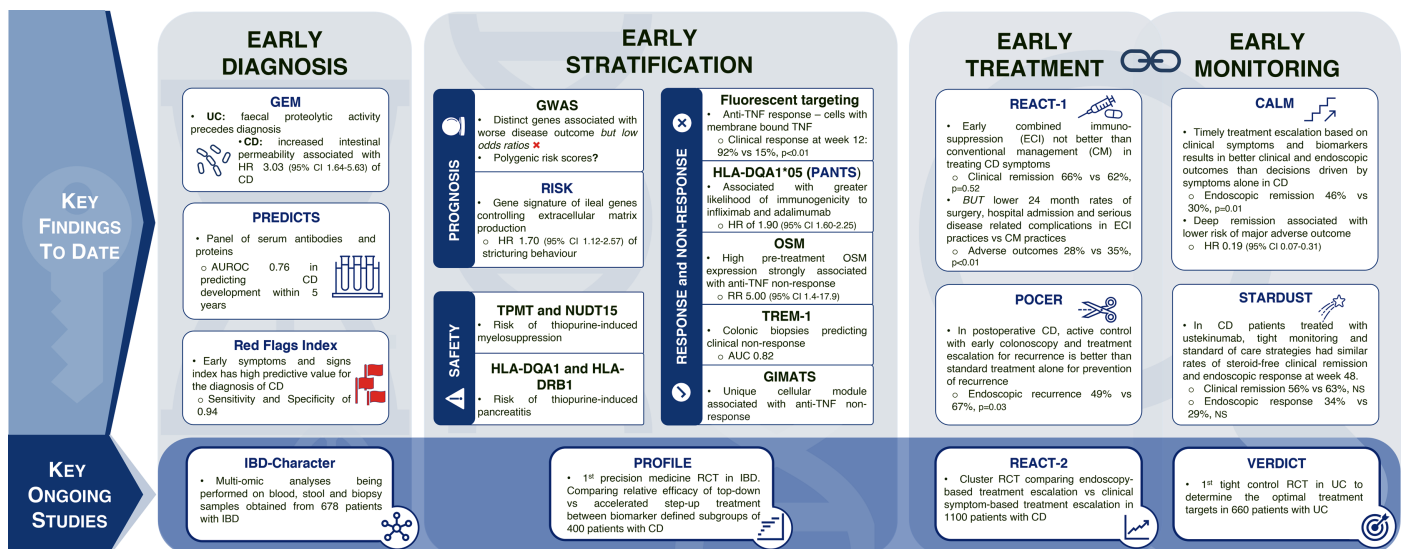 KEY
FINDINGS
TO DATE
EARLY
DIAGNOSIS
GEM
• UC: faecal proteolytic activity
precedes diagnosis
• CD: increased intestinal
permeability associated with
HR 3.03 (95% CI 1.64-5.63) of
CD
PREDICTS
• Panel of serum antibodies and
proteins
o AUROC 0.76 in
predicting CD
development within 5
years
Red Flags Index
• Early symptoms and signs
index has high predictive value for
the diagnosis of CD
o Sensitivity and Specificity of
0.94
EARLY
STRATIFICATION
PROGNOSIS
GWAS
• Distinct genes associated with
worse disease outcome but low
odds ratios ✖
• Polygenic risk scores?
RISK
• Gene signature of ileal genes
controlling extracellular matrix
production
o HR 1.70 (95% CI 1.12-2.57) of
stricturing behaviour
SAFETY
TPMT and NUDT15
• Risk of thiopurine-induced
myelosuppression
HLA-DQA1 and HLA-
DRB1
• Risk of thiopurine-induced
pancreatitis
RESPONSE and NON-RESPONSE
Fluorescent targeting
• Anti-TNF response – cells with
membrane bound TNF
o Clinical response at week 12:
92% vs 15%, p<0.01
HLA-DQA1*05 (PANTS)
• Associated with greater
likelihood of immunogenicity to
infliximab and adalimumab
o HR of 1.90 (95% CI 1.60-2.25)
OSM
• High pre-treatment OSM
expression strongly associated
with anti-TNF non-response
o RR 5.00 (95% CI 1.4-17.9)
TREM-1
• Colonic biopsies predicting
clinical non-response
o AUC 0.82
GIMATS
• Unique cellular module
associated with anti-TNF non-
response
EARLY
TREATMENT
REACT-1
• Early combined immuno-
suppression (ECI) not better than
conventional management (CM) in
treating CD symptoms
o Clinical remission 66% vs 62%,
p=0.52
• BUT lower 24 month rates of
surgery, hospital admission and serious
disease related complications in ECI
practices vs CM practices
o Adverse outcomes 28% vs 35%,
p<0.01
POCER
• In postoperative CD, active control
with early colonoscopy and treatment
escalation for recurrence is better than
standard treatment alone for prevention
of recurrence
o Endoscopic recurrence 49% vs
67%, p=0.03
EARLY
MONITORING
CALM
• Timely treatment escalation based on
clinical symptoms and biomarkers
results in better clinical and endoscopic
outcomes than decisions driven by
symptoms alone in CD
o Endoscopic remission 46% vs
30%, p=0.01
• Deep remission associated with
lower risk of major adverse outcome
o HR 0.19 (95% CI 0.07-0.31)
STARDUST
• In CD patients treated with
ustekinumab, tight monitoring and
standard of care strategies had similar
rates of steroid-free clinical remission
and endoscopic response at week 48.
o Clinical remission 56% vs 63%, NS
o Endoscopic response 34% vs
29%, NS
KEY
ONGOING
STUDIES
IBD-Character
• Multi-omic analyses being
performed on blood, stool and biopsy
samples obtained from 678 patients
with IBD
PROFILE
• 1st precision medicine RCT in IBD.
Comparing relative efficacy of top-down
vs accelerated step-up treatment
between biomarker defined subgroups of
400 patients with CD
REACT-2
• Cluster RCT comparing endoscopy-
based treatment escalation vs clinical
symptom-based treatment escalation in
1100 patients with CD
VERDICT
• 1st tight control RCT in UC to
determine the optimal treatment
targets in 660 patients with UC